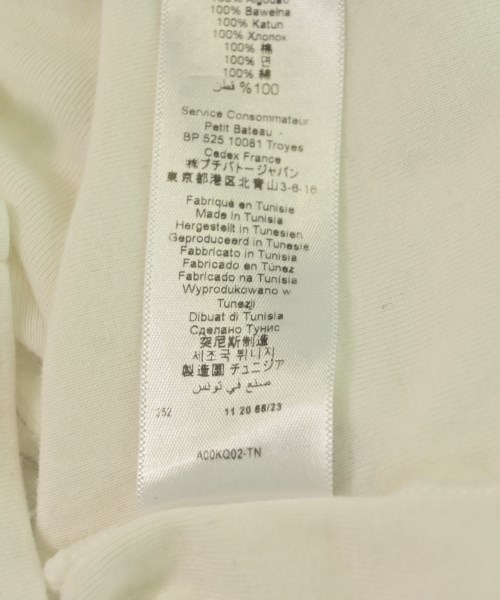 100% Algodão
100% Bawełna
100% Katun
100% Хлопок
100% 棉
100% 면
100% 綿
%100 قطن
Service Consommateur
Petit Bateau -
BP 525 10081 Troyes
Cedex France
株プチバトージャパン
東京都港区北青山3-6-16
Fabriqué en Tunisie
Made in Tunisia
Hergestellt in Tunesien
Geproduceerd in Tunesie
Fabbricato in Tunisia
Fabricado en Túnez
Fabricado na Tunisia
Wyprodukowano w
Tunezji
Dibuat di Tunisia
Сделано Тунис
突尼斯制造
세조국 튀니지
製造園 チュニジア
صنع في تونس
252 11 20 66/23
A00KQ02-TN